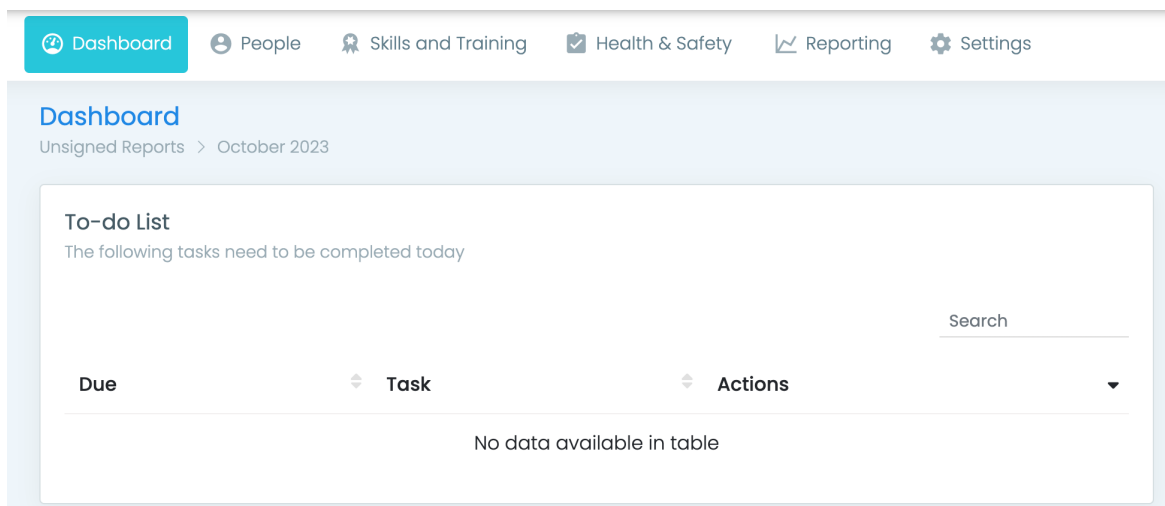 Dashboard People Skills and Training Health & Safety Reporting Settings
Dashboard
Unsigned Reports > October 2023
To-do List
The following tasks need to be completed today
Search
Due Task Actions
No data available in table